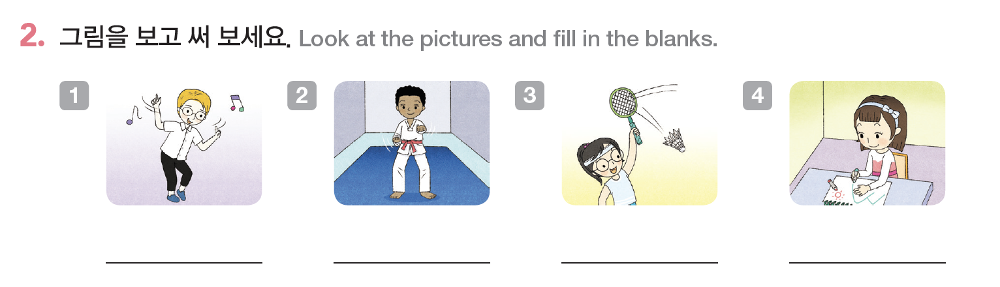 2. 그림을 보고 써 보세요. Look at the pictures and fill in the blanks.
1 2 3 4